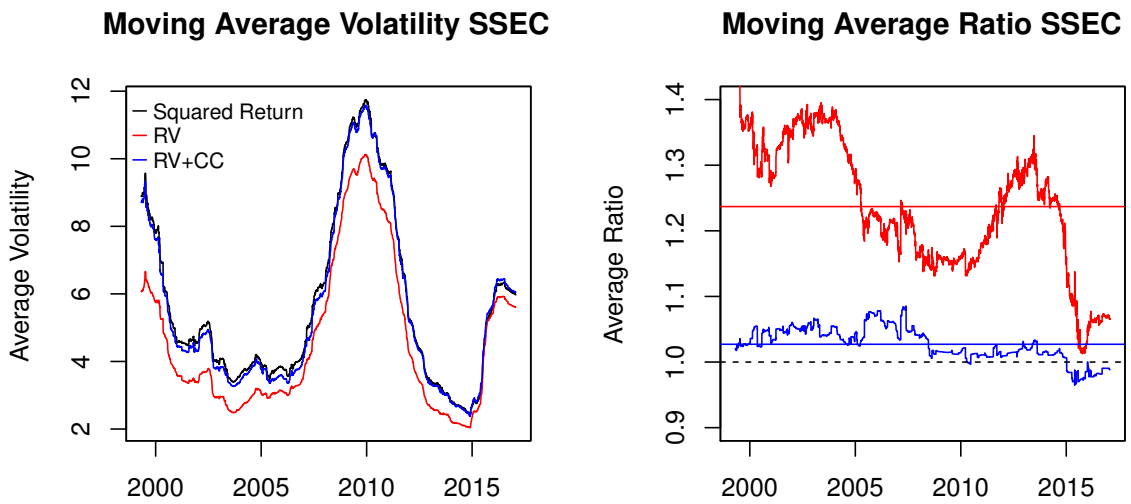 Moving Average Volatility SSEC
Average Volatility
12
10
8
6
4
2
Squared Return
RV
RV+CC
2000 2005 2010 2015
Moving Average Ratio SSEC
Average Ratio
1.4
1.3
1.2
1.1
1.0
0.9
2000 2005 2010 2015